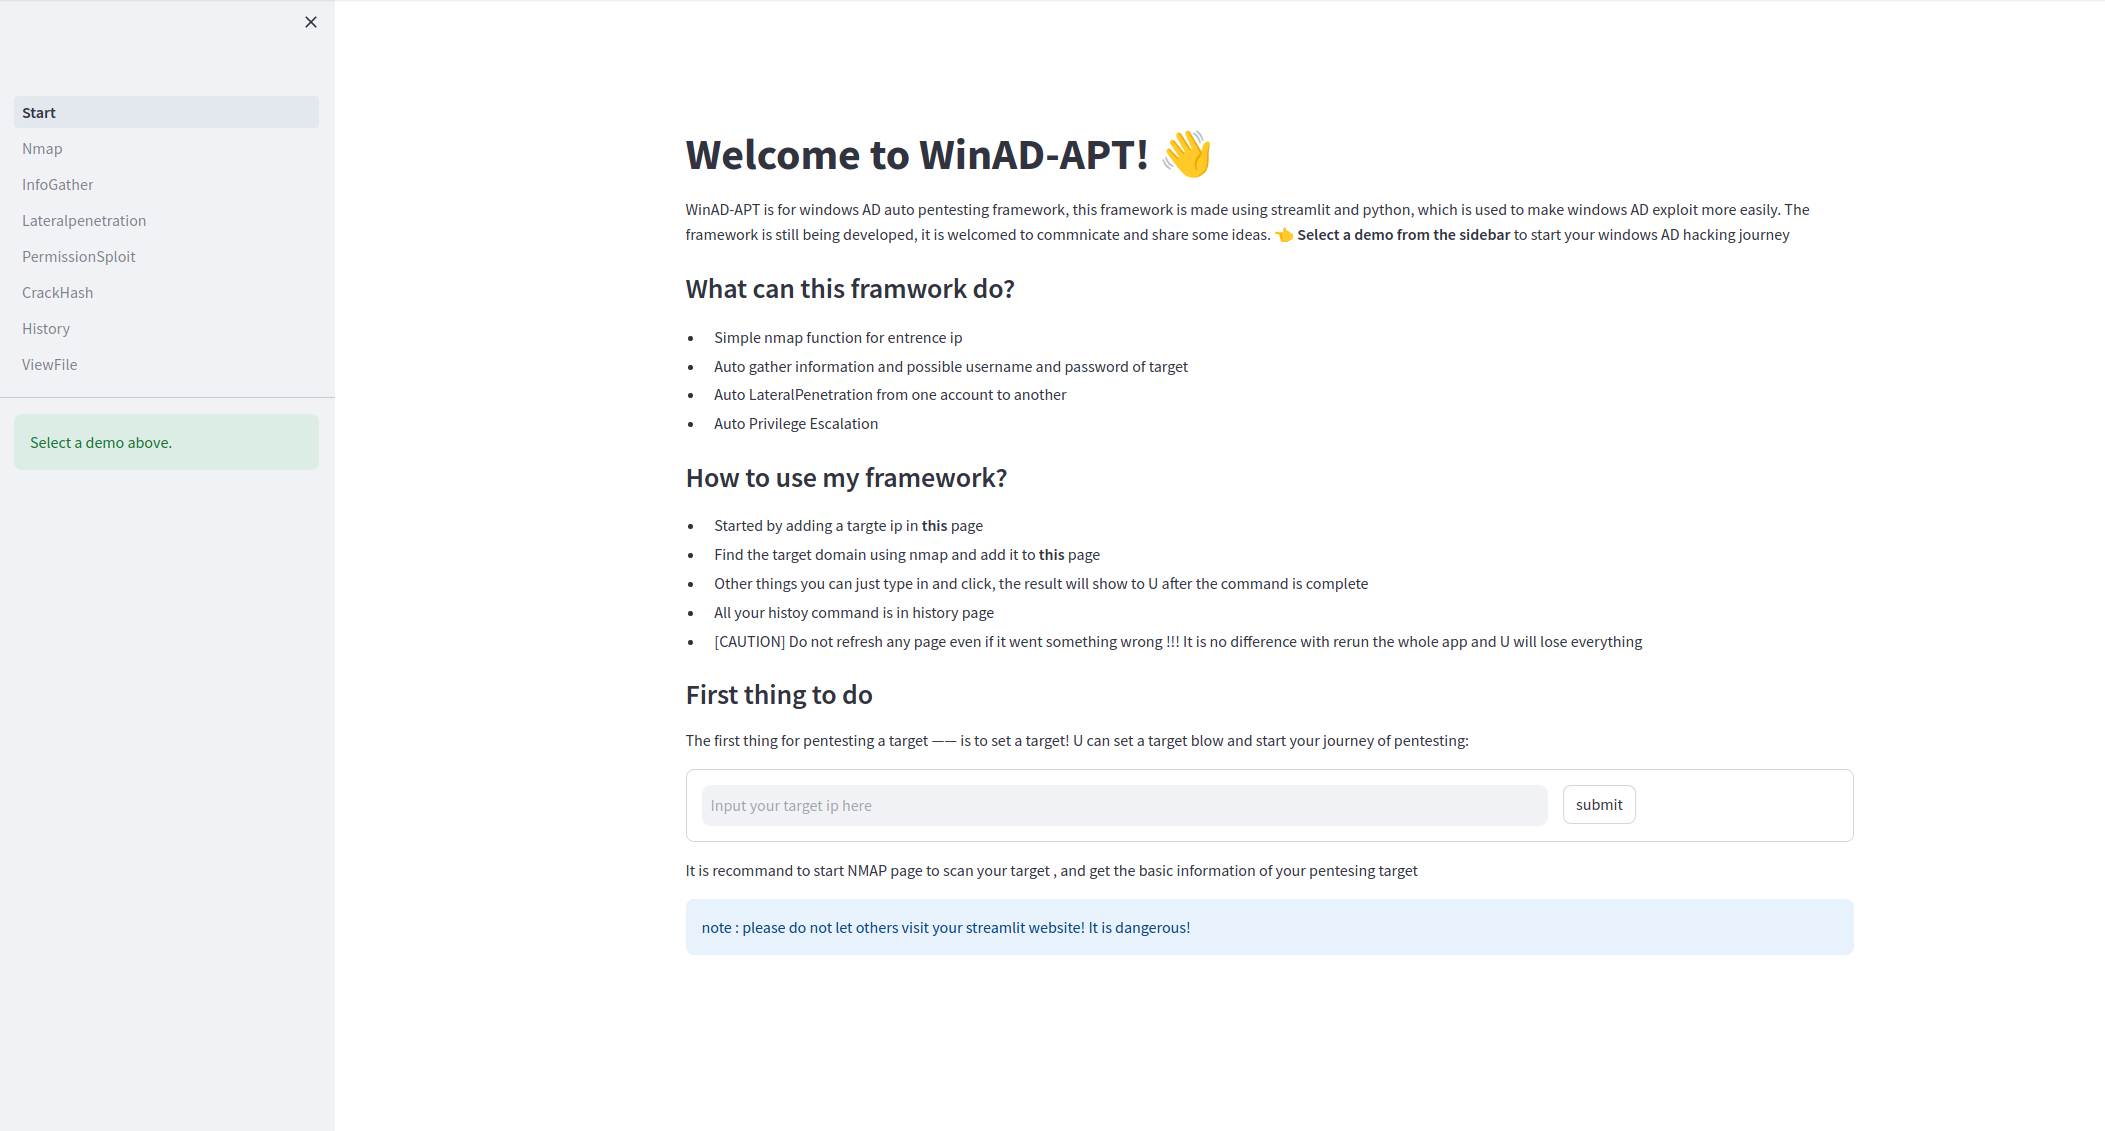 Start
Nmap
InfoGather
Lateralpenetration
PermissionSploit
CrackHash
History
ViewFile
Select a demo above.
Welcome to WinAD-APT! 👋
WinAD-APT is for windows AD auto pentesting framework, this framework is made using streamlit and python, which is used to make windows AD exploit more easily. The
framework is still being developed, it is welcomed to commnicate and share some ideas. 👈 Select a demo from the sidebar to start your windows AD hacking journey
What can this framwork do?
• Simple nmap function for entrence ip
• Auto gather information and possible username and password of target
• Auto LateralPenetration from one account to another
• Auto Privilege Escalation
How to use my framework?
• Started by adding a targte ip in this page
• Find the target domain using nmap and add it to this page
• Other things you can just type in and click, the result will show to U after the command is complete
• All your histoy command is in history page
• [CAUTION] Do not refresh any page even if it went something wrong !!! It is no difference with rerun the whole app and U will lose everything
First thing to do
The first thing for pentesting a target —— is to set a target! U can set a target blow and start your journey of pentesting:
Input your target ip here
submit
It is recommand to start NMAP page to scan your target , and get the basic information of your pentesing target
note : please do not let others visit your streamlit website! It is dangerous!